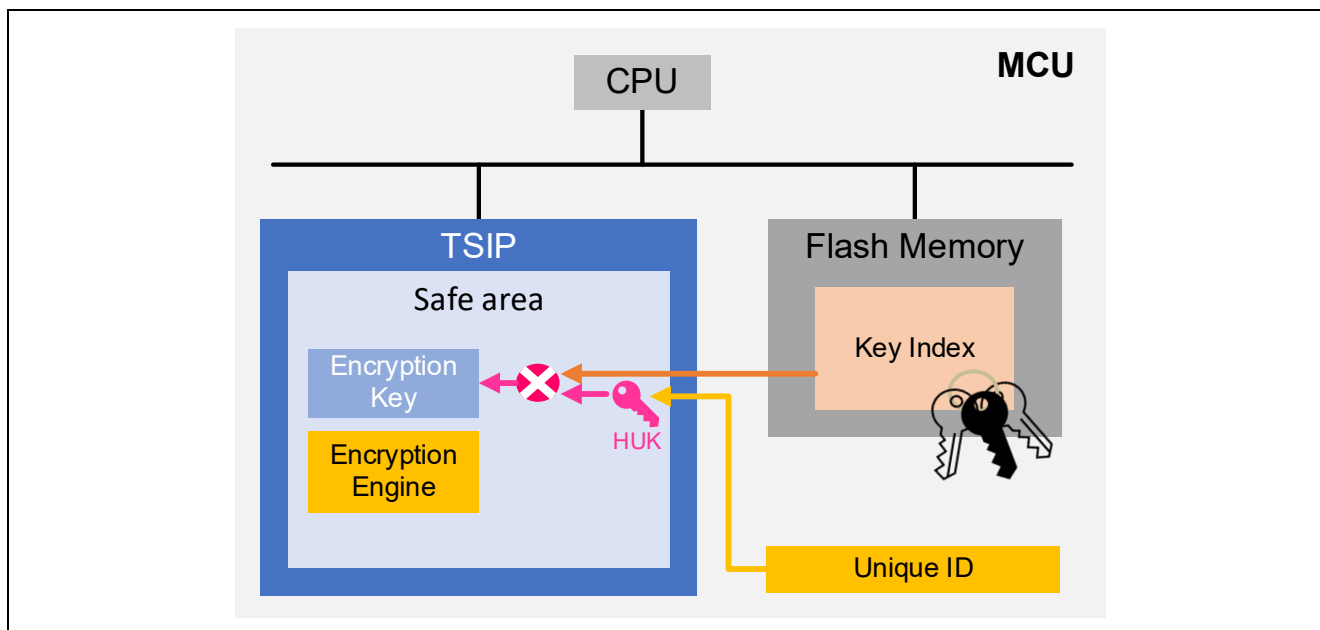 MCU
CPU
TSIP
Flash Memory
Safe area
Key Index
Encryption
Key
HUK
Encryption
Engine
Unique ID